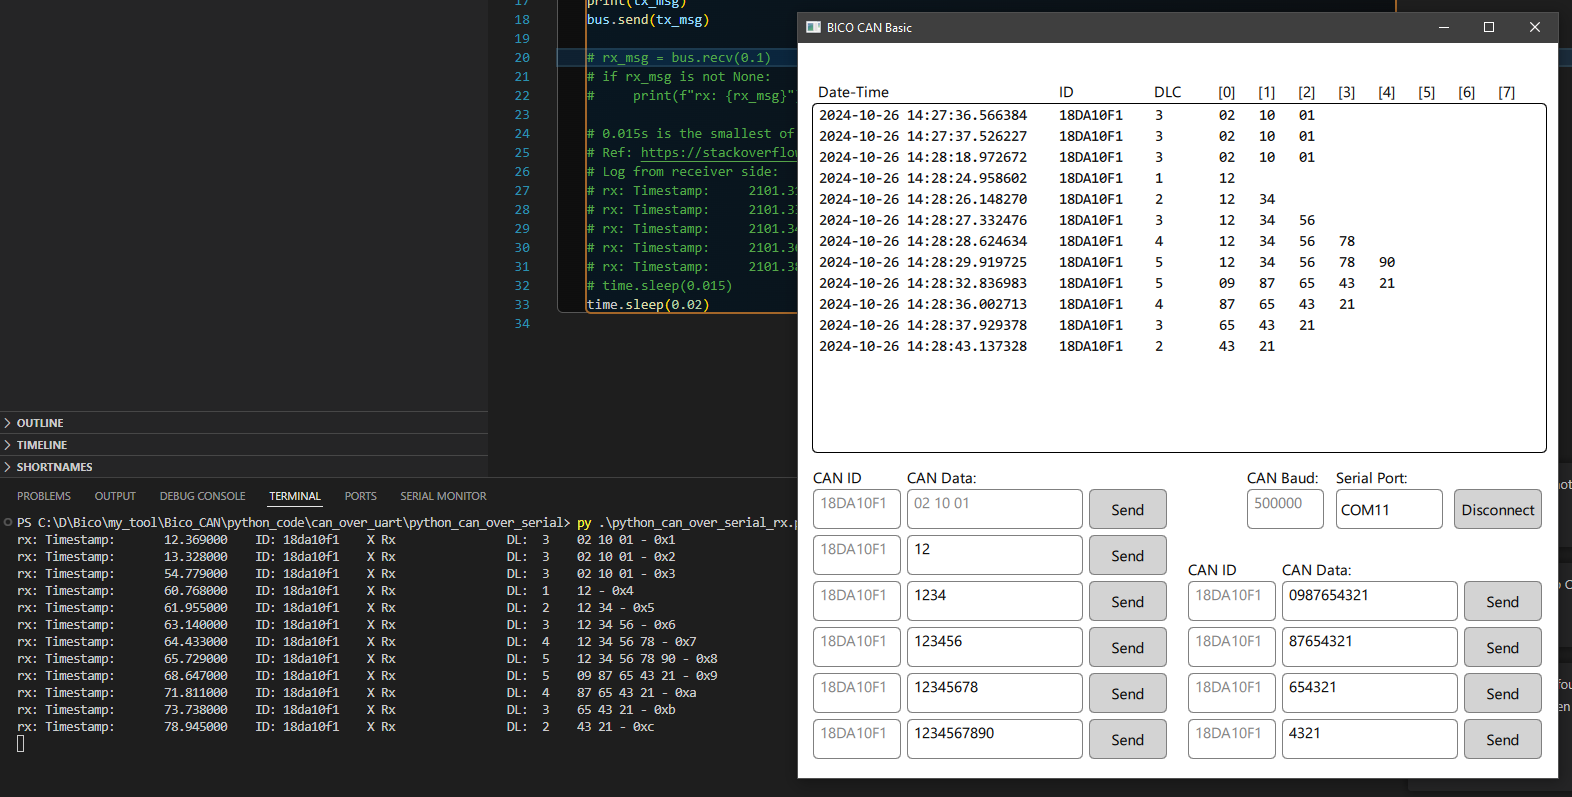 17 print(tx_msg)
18 bus.send(tx_msg)
19
20 # rx_msg = bus.recv(0.1)
21 # if rx_msg is not None:
22 #     print(f"rx: {rx_msg}"
23
24 # 0.015s is the smallest of
25 # Ref: https://stackoverflow
26 # Log from receiver side:
27 # rx: Timestamp: 2101.31
28 # rx: Timestamp: 2101.33
29 # rx: Timestamp: 2101.34
30 # rx: Timestamp: 2101.36
31 # rx: Timestamp: 2101.38
32 # time.sleep(0.015)
33 time.sleep(0.02)
34
OUTLINE
TIMELINE
SHORTNAMES
PROBLEMS OUTPUT DEBUG CONSOLE TERMINAL PORTS SERIAL MONITOR
PS C:\D\Bico\my_tool\Bico_CAN\python_code\can_over_uart\python_can_over_serial> py .\python_can_over_serial_rx.p
rx: Timestamp: 12.369000 ID: 18da10f1 X Rx DL: 3 02 10 01 - 0x1
rx: Timestamp: 13.328000 ID: 18da10f1 X Rx DL: 3 02 10 01 - 0x2
rx: Timestamp: 54.779000 ID: 18da10f1 X Rx DL: 3 02 10 01 - 0x3
rx: Timestamp: 60.768000 ID: 18da10f1 X Rx DL: 1 12 - 0x4
rx: Timestamp: 61.955000 ID: 18da10f1 X Rx DL: 2 12 34 - 0x5
rx: Timestamp: 63.140000 ID: 18da10f1 X Rx DL: 3 12 34 56 - 0x6
rx: Timestamp: 64.433000 ID: 18da10f1 X Rx DL: 4 12 34 56 78 - 0x7
rx: Timestamp: 65.729000 ID: 18da10f1 X Rx DL: 5 12 34 56 78 90 - 0x8
rx: Timestamp: 68.647000 ID: 18da10f1 X Rx DL: 5 09 87 65 43 21 - 0x9
rx: Timestamp: 71.811000 ID: 18da10f1 X Rx DL: 4 87 65 43 21 - 0xa
rx: Timestamp: 73.738000 ID: 18da10f1 X Rx DL: 3 65 43 21 - 0xb
rx: Timestamp: 78.945000 ID: 18da10f1 X Rx DL: 2 43 21 - 0xc
BICO CAN Basic
Date-Time ID DLC [0] [1] [2] [3] [4] [5] [6] [7]
2024-10-26 14:27:36.566384 18DA10F1 3 02 10 01
2024-10-26 14:27:37.526227 18DA10F1 3 02 10 01
2024-10-26 14:28:18.972672 18DA10F1 3 02 10 01
2024-10-26 14:28:24.958602 18DA10F1 1 12
2024-10-26 14:28:26.148270 18DA10F1 2 12 34
2024-10-26 14:28:27.332476 18DA10F1 3 12 34 56
2024-10-26 14:28:28.624634 18DA10F1 4 12 34 56 78
2024-10-26 14:28:29.919725 18DA10F1 5 12 34 56 78 90
2024-10-26 14:28:32.836983 18DA10F1 5 09 87 65 43 21
2024-10-26 14:28:36.002713 18DA10F1 4 87 65 43 21
2024-10-26 14:28:37.929378 18DA10F1 3 65 43 21
2024-10-26 14:28:43.137328 18DA10F1 2 43 21
CAN ID CAN Data: CAN Baud: Serial Port:
18DA10F1 02 10 01 Send 500000 COM11 Disconnect
18DA10F1 12 Send
CAN ID CAN Data:
18DA10F1 1234 Send 18DA10F1 0987654321 Send
18DA10F1 123456 Send 18DA10F1 87654321 Send
18DA10F1 12345678 Send 18DA10F1 654321 Send
18DA10F1 1234567890 Send 18DA10F1 4321 Send